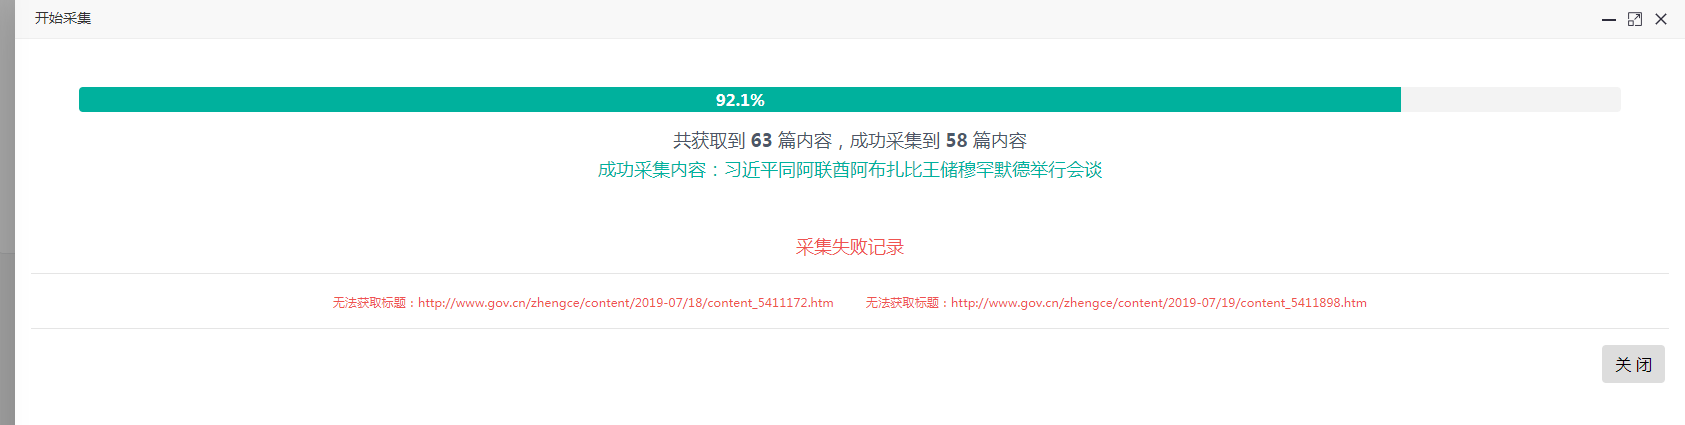 开始采集
92.1%
共获取到 63 篇内容，成功采集到 58 篇内容
成功采集内容：习近平同阿联酋阿布扎比王储穆罕默德举行会谈
采集失败记录
无法获取标题：http://www.gov.cn/zhengce/content/2019-07/18/content_5411172.htm 无法获取标题：http://www.gov.cn/zhengce/content/2019-07/19/content_5411898.htm
关 闭